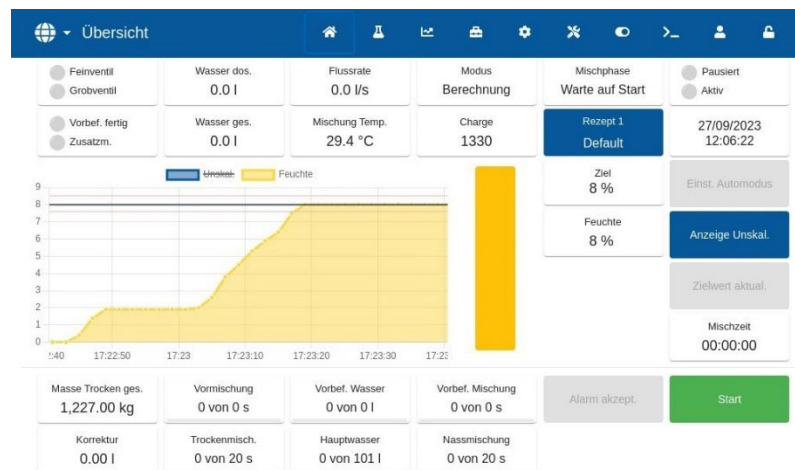 Übersicht
Feinventil
Grobventil
Wasser dos.
0.0 l
Flussrate
0.0 l/s
Modus
Berechnung
Mischphase
Warte auf Start
Pausiert
Aktiv
Vorbef. fertig
Zusatzm.
Wasser ges.
0.0 l
Mischung Temp.
29.4 °C
Charge
1330
Rezept 1
Default
27/09/2023
12:06:22
Unskal.
Feuchte
9
8
7
6
5
4
3
2
1
0
:40
17:22:50
17:23
17:23:10
17:23:20
17:23:30
17:23
Ziel
8 %
Feuchte
8 %
Einst. Automodus
Anzeige Unskal.
Zielwert aktual.
Mischzeit
00:00:00
Masse Trocken ges.
1,227.00 kg
Vormischung
0 von 0 s
Vorbef. Wasser
0 von 0 l
Vorbef. Mischung
0 von 0 s
Alarm akzept.
Start
Korrektur
0.00 l
Trockenmisch.
0 von 20 s
Hauptwasser
0 von 101 l
Nassmischung
0 von 20 s